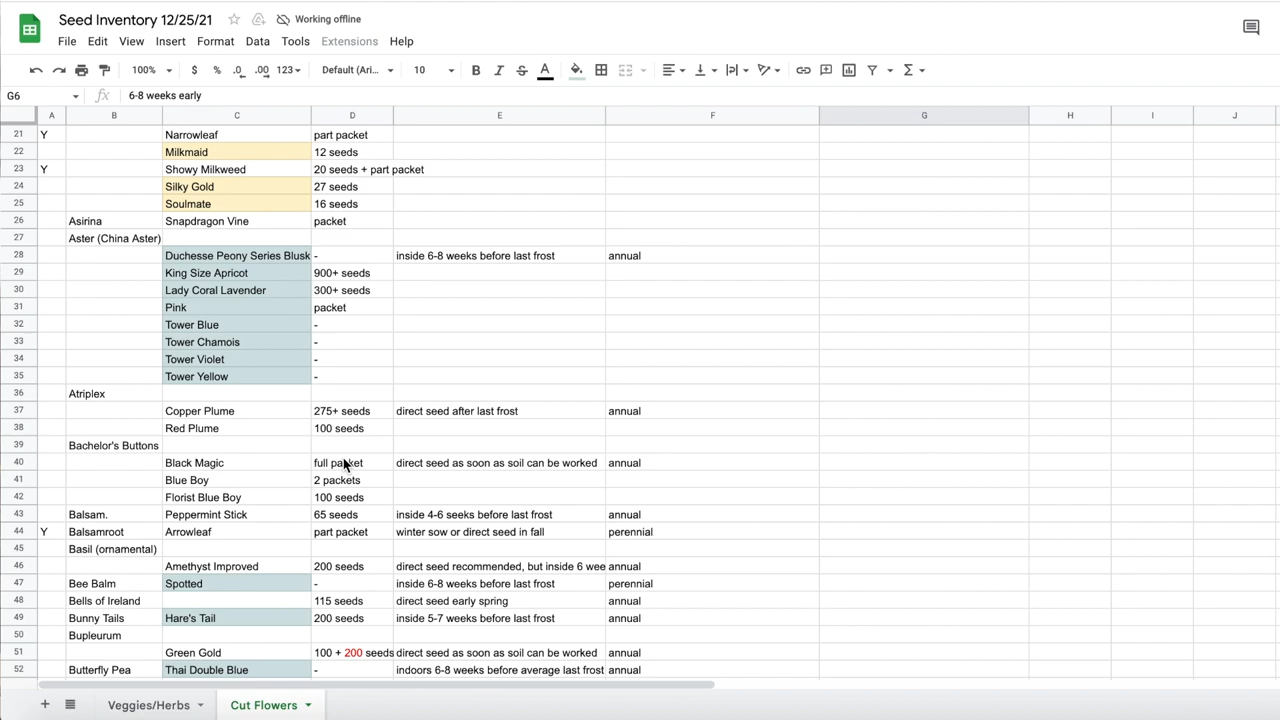 Seed Inventory 12/25/21 Working offline
File Edit View Insert Format Data Tools Extensions Help
100% $ % .0 .00 123 Default (Ari... 10 B I S A Σ
G6 fx 6-8 weeks early
A B C D E F G H I J
21 Y Narrowleaf part packet
22 Milkmaid 12 seeds
23 Y Showy Milkweed 20 seeds + part packet
24 Silky Gold 27 seeds
25 Soulmate 16 seeds
26 Asirina Snapdragon Vine packet
27 Aster (China Aster)
28 Duchesse Peony Series Blusk - inside 6-8 weeks before last frost annual
29 King Size Apricot 900+ seeds
30 Lady Coral Lavender 300+ seeds
31 Pink packet
32 Tower Blue -
33 Tower Chamois -
34 Tower Violet -
35 Tower Yellow -
36 Atriplex
37 Copper Plume 275+ seeds direct seed after last frost annual
38 Red Plume 100 seeds
39 Bachelor's Buttons
40 Black Magic full packet direct seed as soon as soil can be worked annual
41 Blue Boy 2 packets
42 Florist Blue Boy 100 seeds
43 Balsam. Peppermint Stick 65 seeds inside 4-6 seeks before last frost annual
44 Y Balsamroot Arrowleaf part packet winter sow or direct seed in fall perennial
45 Basil (ornamental)
46 Amethyst Improved 200 seeds direct seed recommended, but inside 6 wee annual
47 Bee Balm Spotted - inside 6-8 weeks before last frost perennial
48 Bells of Ireland 115 seeds direct seed early spring annual
49 Bunny Tails Hare's Tail 200 seeds inside 5-7 weeks before last frost annual
50 Bupleurum
51 Green Gold 100 + 200 seeds direct seed as soon as soil can be worked annual
52 Butterfly Pea Thai Double Blue - indoors 6-8 weeks before average last frost annual
+ Veggies/Herbs Cut Flowers